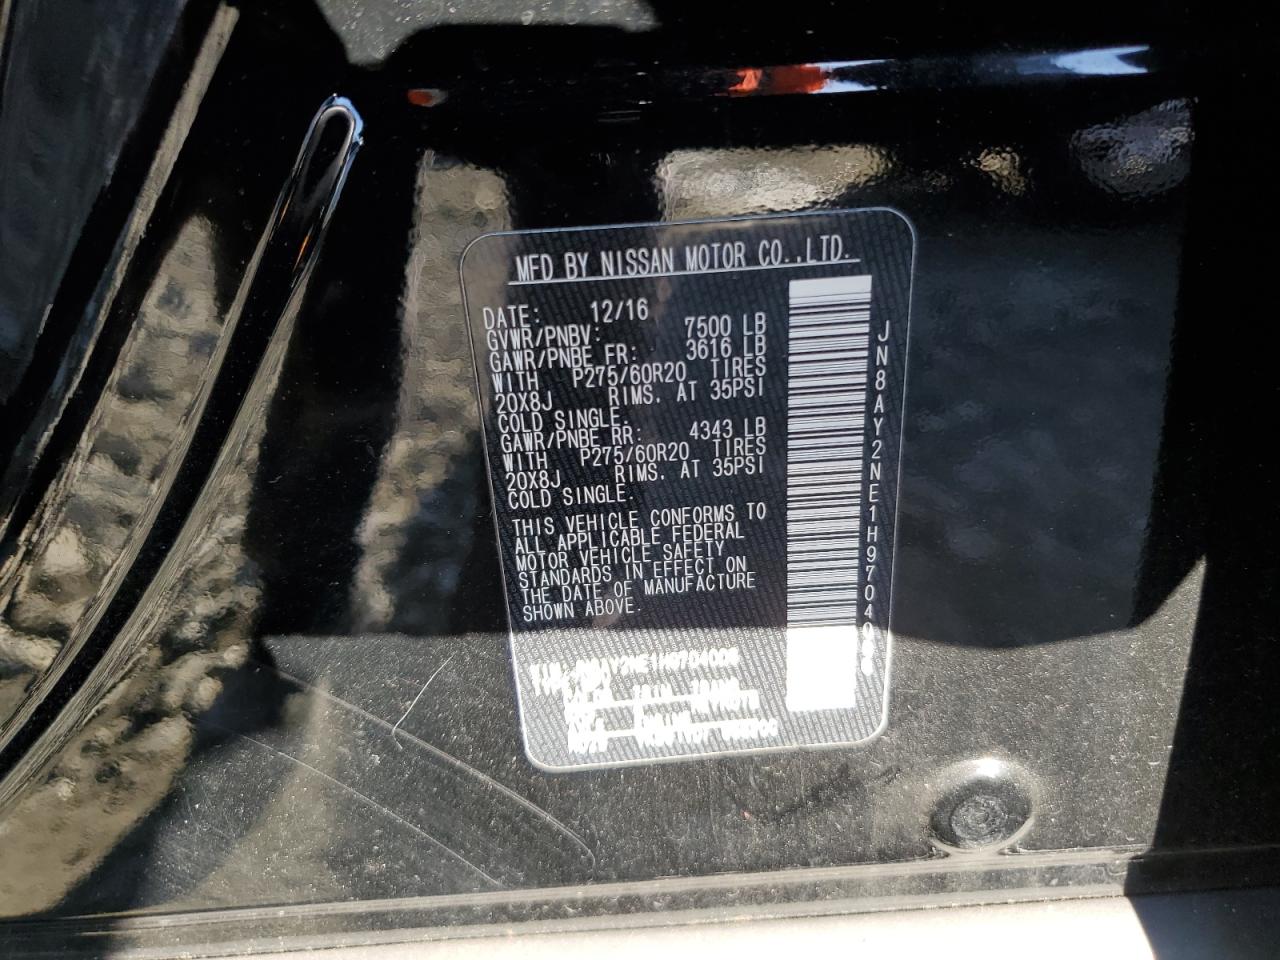 MFD BY NISSAN MOTOR CO.,LTD.
DATE: 12/16
GVWR/PNBV: 7500 LB
GAWR/PNBE FR: 3616 LB
WITH P275/60R20 TIRES
20X8J RIMS. AT 35PSI
COLD SINGLE.
GAWR/PNBE RR: 4343 LB
WITH P275/60R20 TIRES
20X8J RIMS. AT 35PSI
COLD SINGLE.
THIS VEHICLE CONFORMS TO
ALL APPLICABLE FEDERAL
MOTOR VEHICLE SAFETY
STANDARDS IN EFFECT ON
THE DATE OF MANUFACTURE
SHOWN ABOVE.